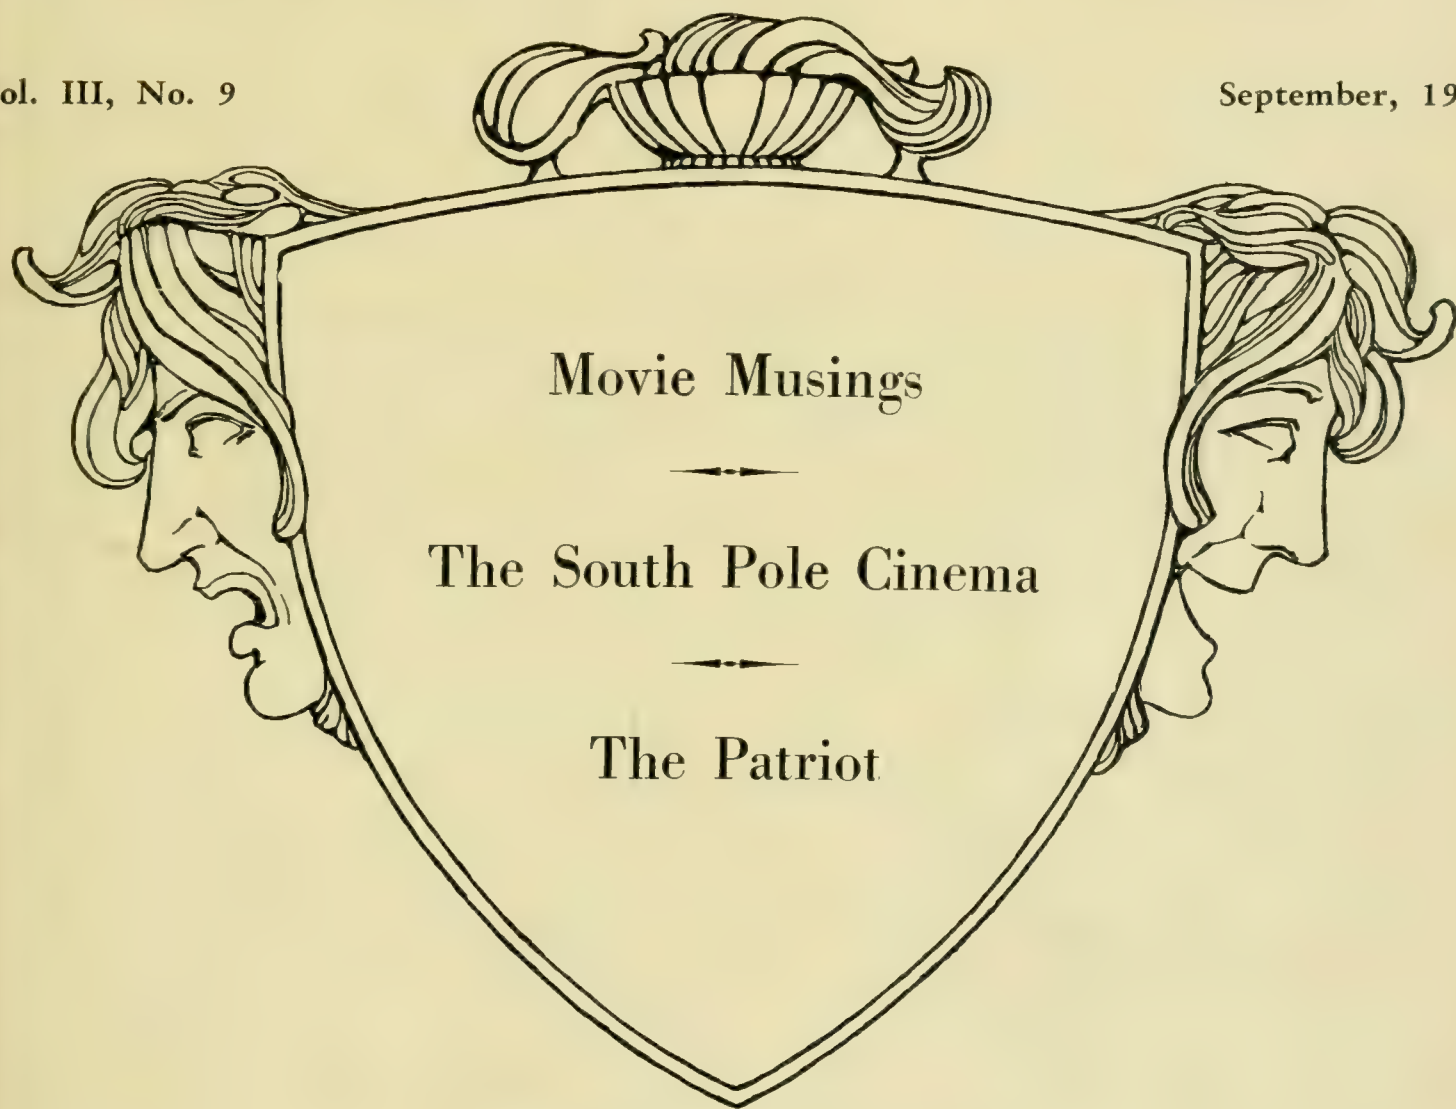 ol. III, No. 9
September, 19
Movie Musings
The South Pole Cinema
The Patriot